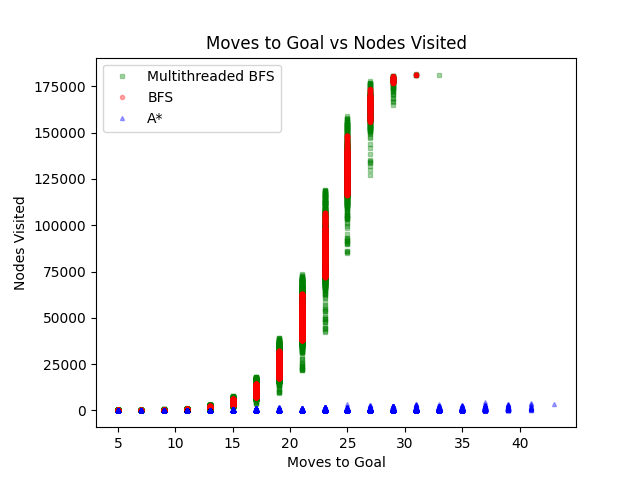 Moves to Goal vs Nodes Visited
Multithreaded BFS
BFS
A*
175000
150000
125000
100000
75000
50000
25000
0
Nodes Visited
5 10 15 20 25 30 35 40
Moves to Goal